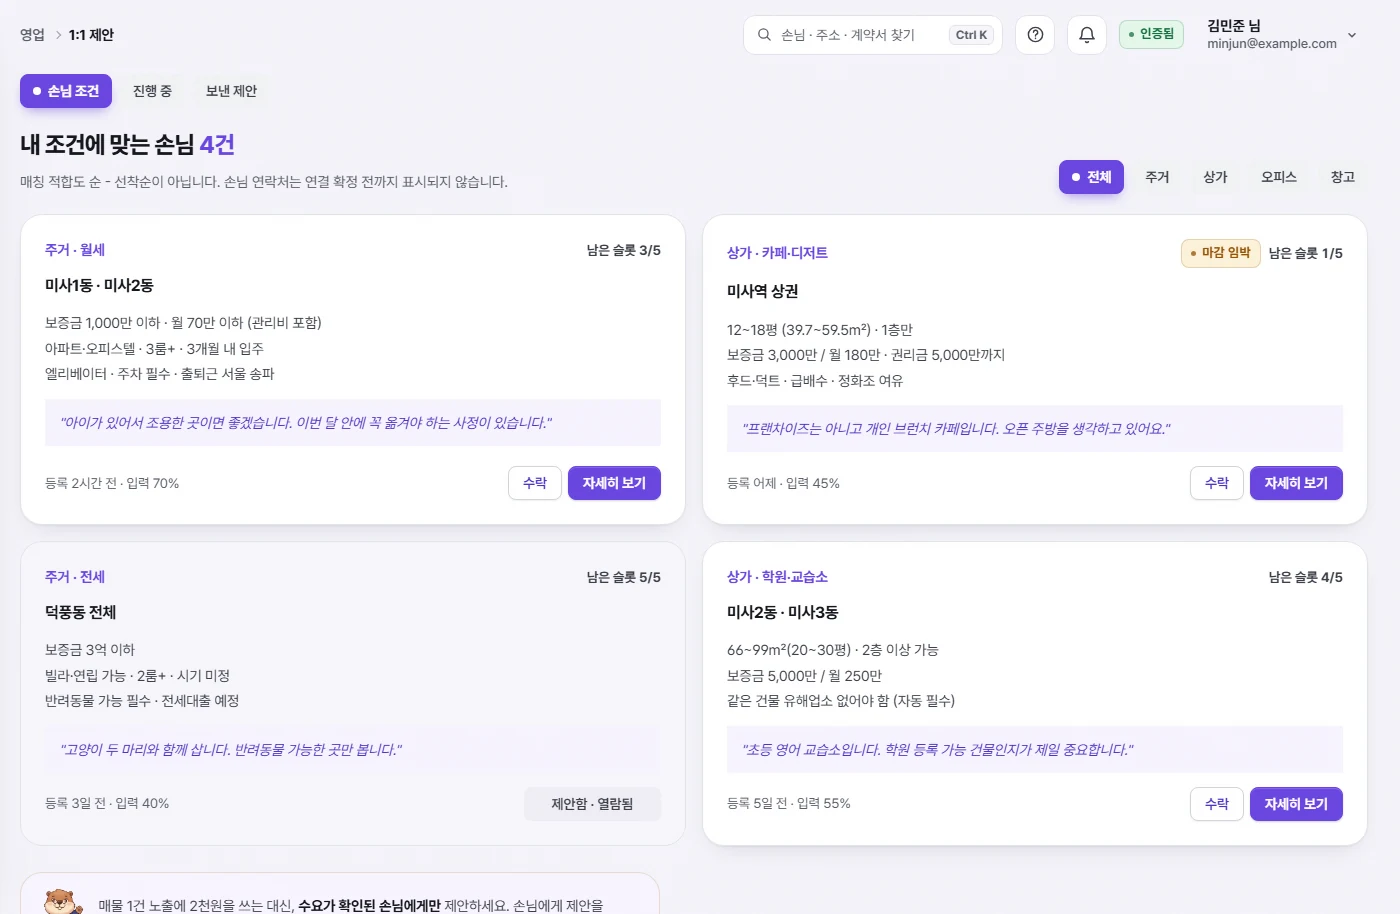 영업 > 1:1 제안
손님 · 주소 · 계약서 찾기 Ctrl K
인증됨
김민준 님
minjun@example.com
손님 조건 진행 중 보낸 제안
내 조건에 맞는 손님 4건
매칭 적합도 순 - 선착순이 아닙니다. 손님 연락처는 연결 확정 전까지 표시되지 않습니다.
전체 주거 상가 오피스 창고
주거 · 월세 남은 슬롯 3/5
미사1동 · 미사2동
보증금 1,000만 이하 · 월 70만 이하 (관리비 포함)
아파트·오피스텔 · 3룸+ · 3개월 내 입주
엘리베이터 · 주차 필수 · 출퇴근 서울 송파
"아이가 있어서 조용한 곳이면 좋겠습니다. 이번 달 안에 꼭 옮겨야 하는 사정이 있습니다."
등록 2시간 전 · 입력 70% 수락 자세히 보기
상가 · 카페·디저트 마감 임박 남은 슬롯 1/5
미사역 상권
12~18평 (39.7~59.5m²) · 1층만
보증금 3,000만 / 월 180만 · 권리금 5,000만까지
후드·덕트 · 급배수 · 정화조 여유
"프랜차이즈는 아니고 개인 브런치 카페입니다. 오픈 주방을 생각하고 있어요."
등록 어제 · 입력 45% 수락 자세히 보기
주거 · 전세 남은 슬롯 5/5
덕풍동 전체
보증금 3억 이하
빌라·연립 가능 · 2룸+ · 시기 미정
반려동물 가능 필수 · 전세대출 예정
"고양이 두 마리와 함께 삽니다. 반려동물 가능한 곳만 봅니다."
등록 3일 전 · 입력 40% 제안함 · 열람됨
상가 · 학원·교습소 남은 슬롯 4/5
미사2동 · 미사3동
66~99m²(20~30평) · 2층 이상 가능
보증금 5,000만 / 월 250만
같은 건물 유해업소 없어야 함 (자동 필수)
"초등 영어 교습소입니다. 학원 등록 가능 건물인지가 제일 중요합니다."
등록 5일 전 · 입력 55% 수락 자세히 보기
매물 1건 노출에 2천원을 쓰는 대신, 수요가 확인된 손님에게만 제안하세요. 손님에게 제안을